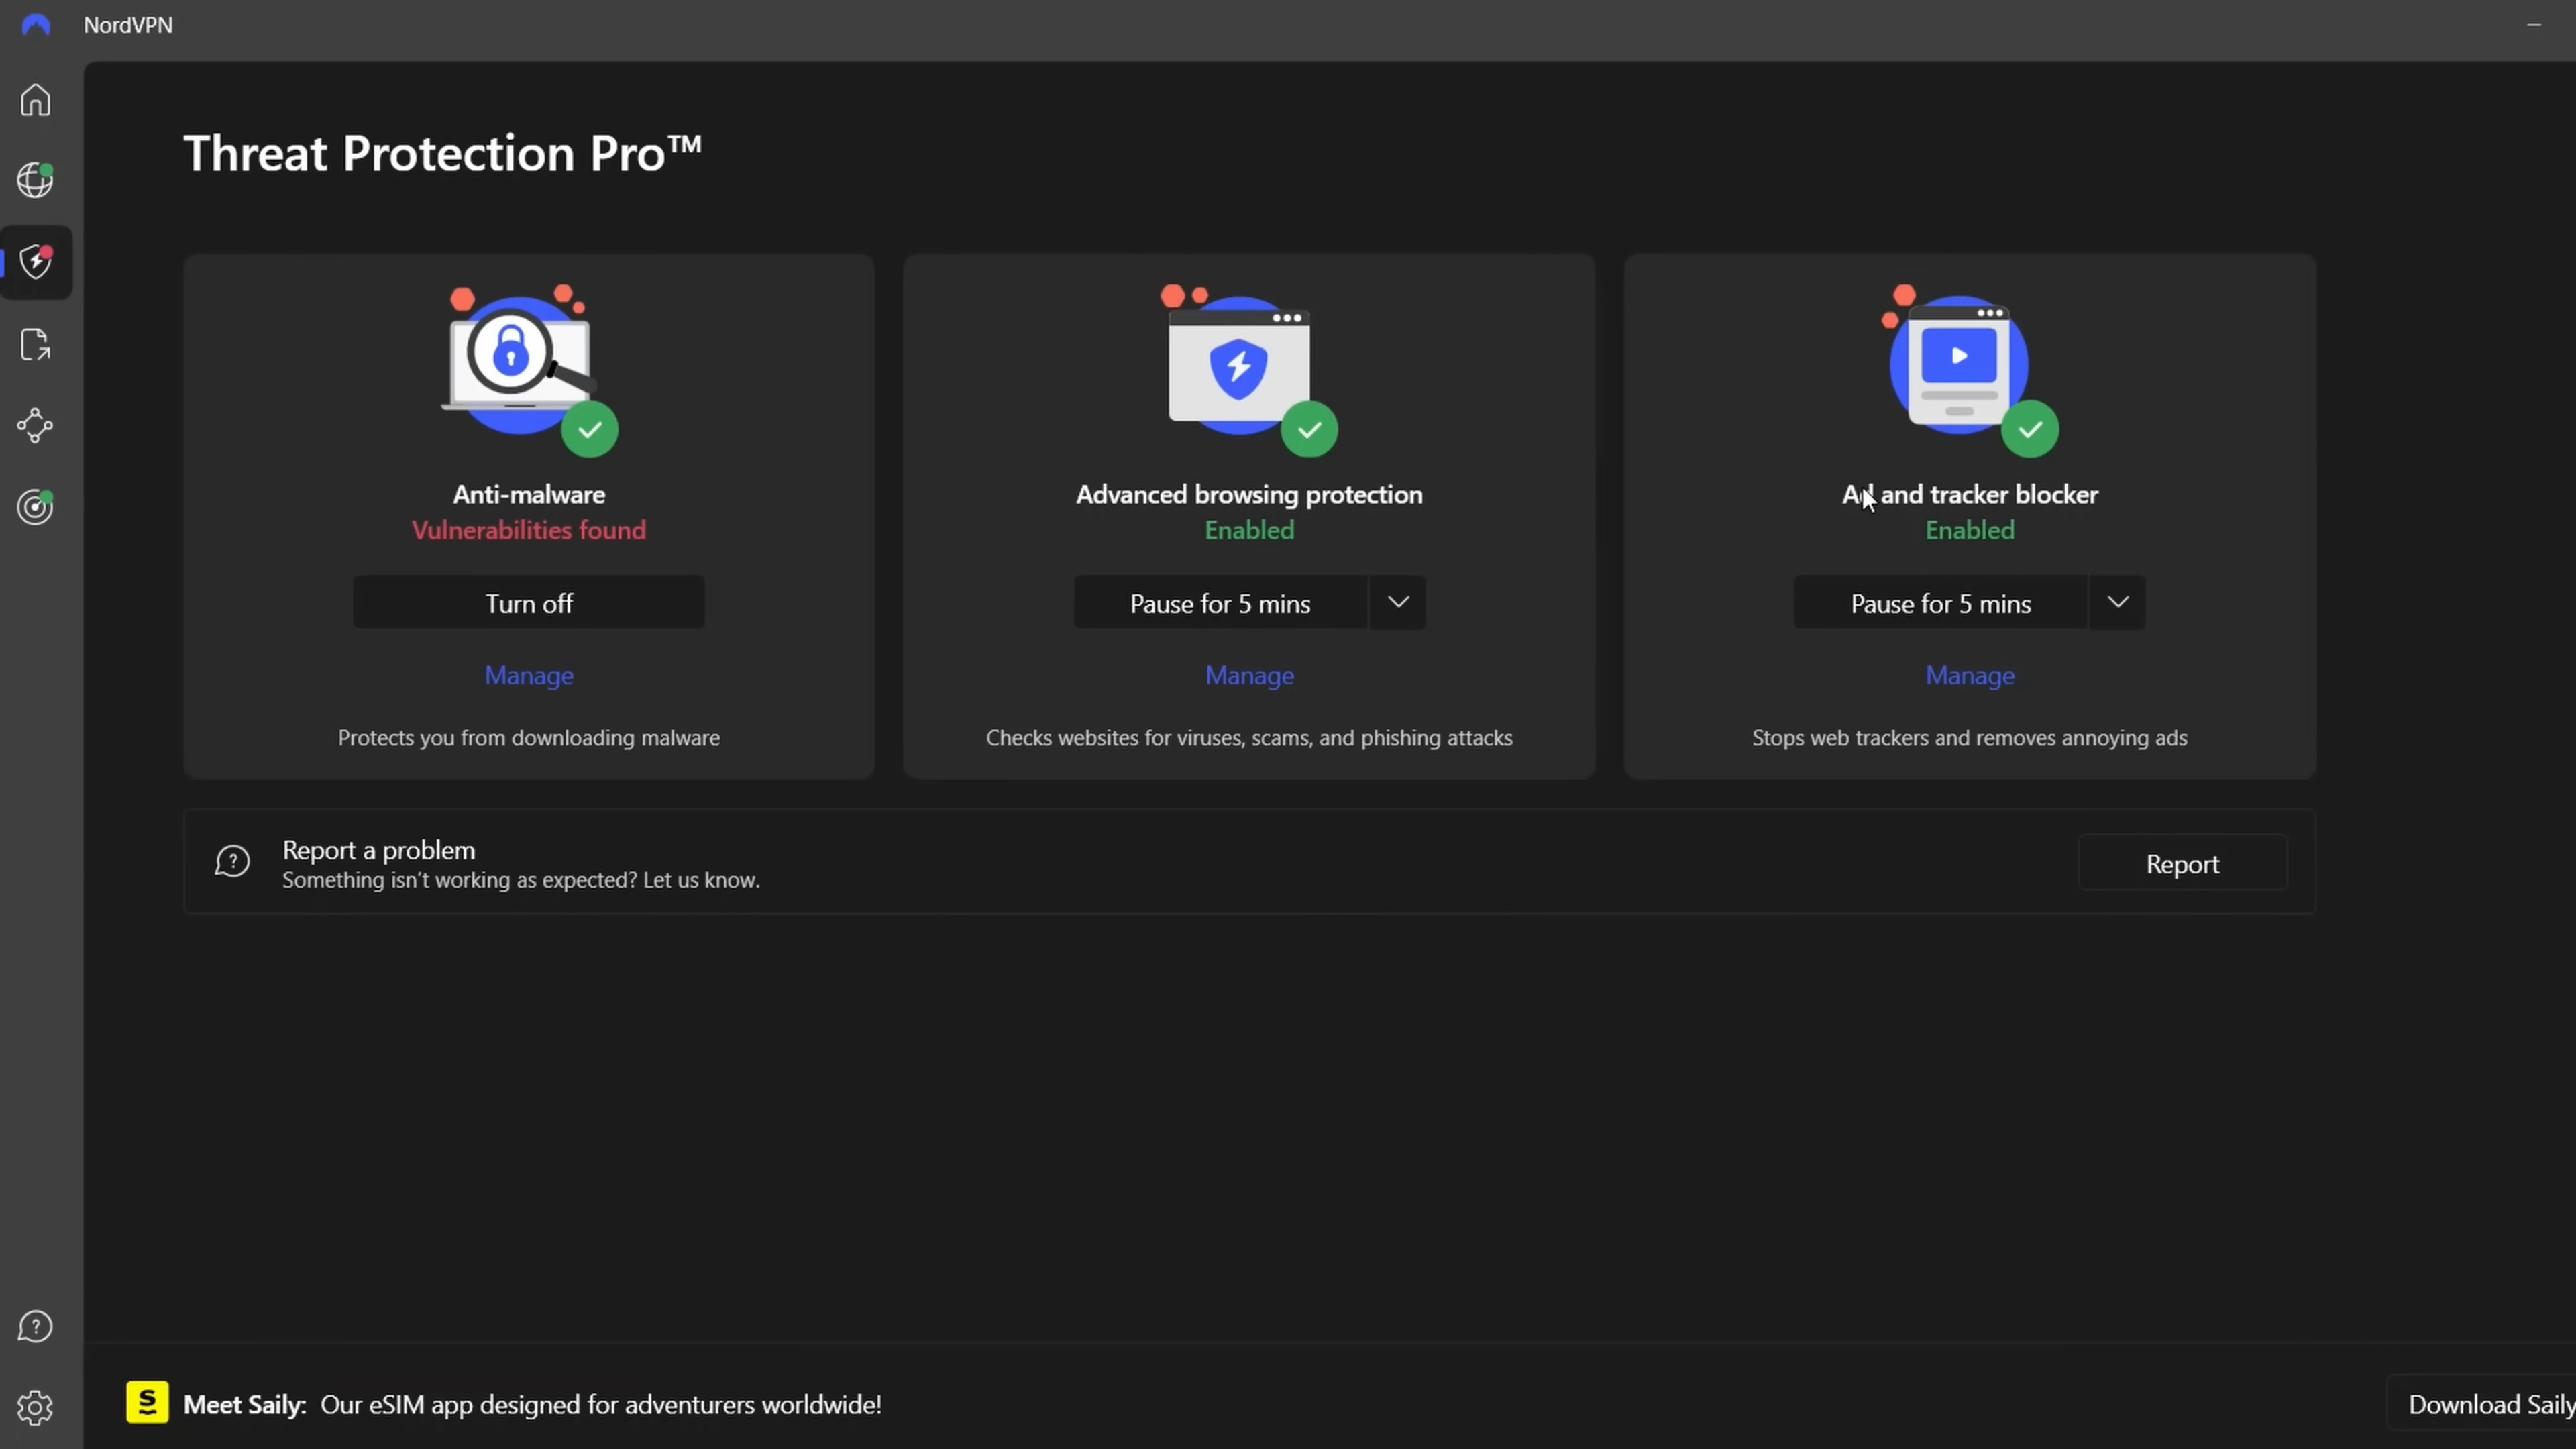 NordVPN
Threat Protection Pro™
Anti-malware
Vulnerabilities found
Turn off
Manage
Protects you from downloading malware
Advanced browsing protection
Enabled
Pause for 5 mins
Manage
Checks websites for viruses, scams, and phishing attacks
Ad and tracker blocker
Enabled
Pause for 5 mins
Manage
Stops web trackers and removes annoying ads
Report a problem
Something isn't working as expected? Let us know.
Report
S
Meet Saily: Our eSIM app designed for adventurers worldwide!
Download Saily